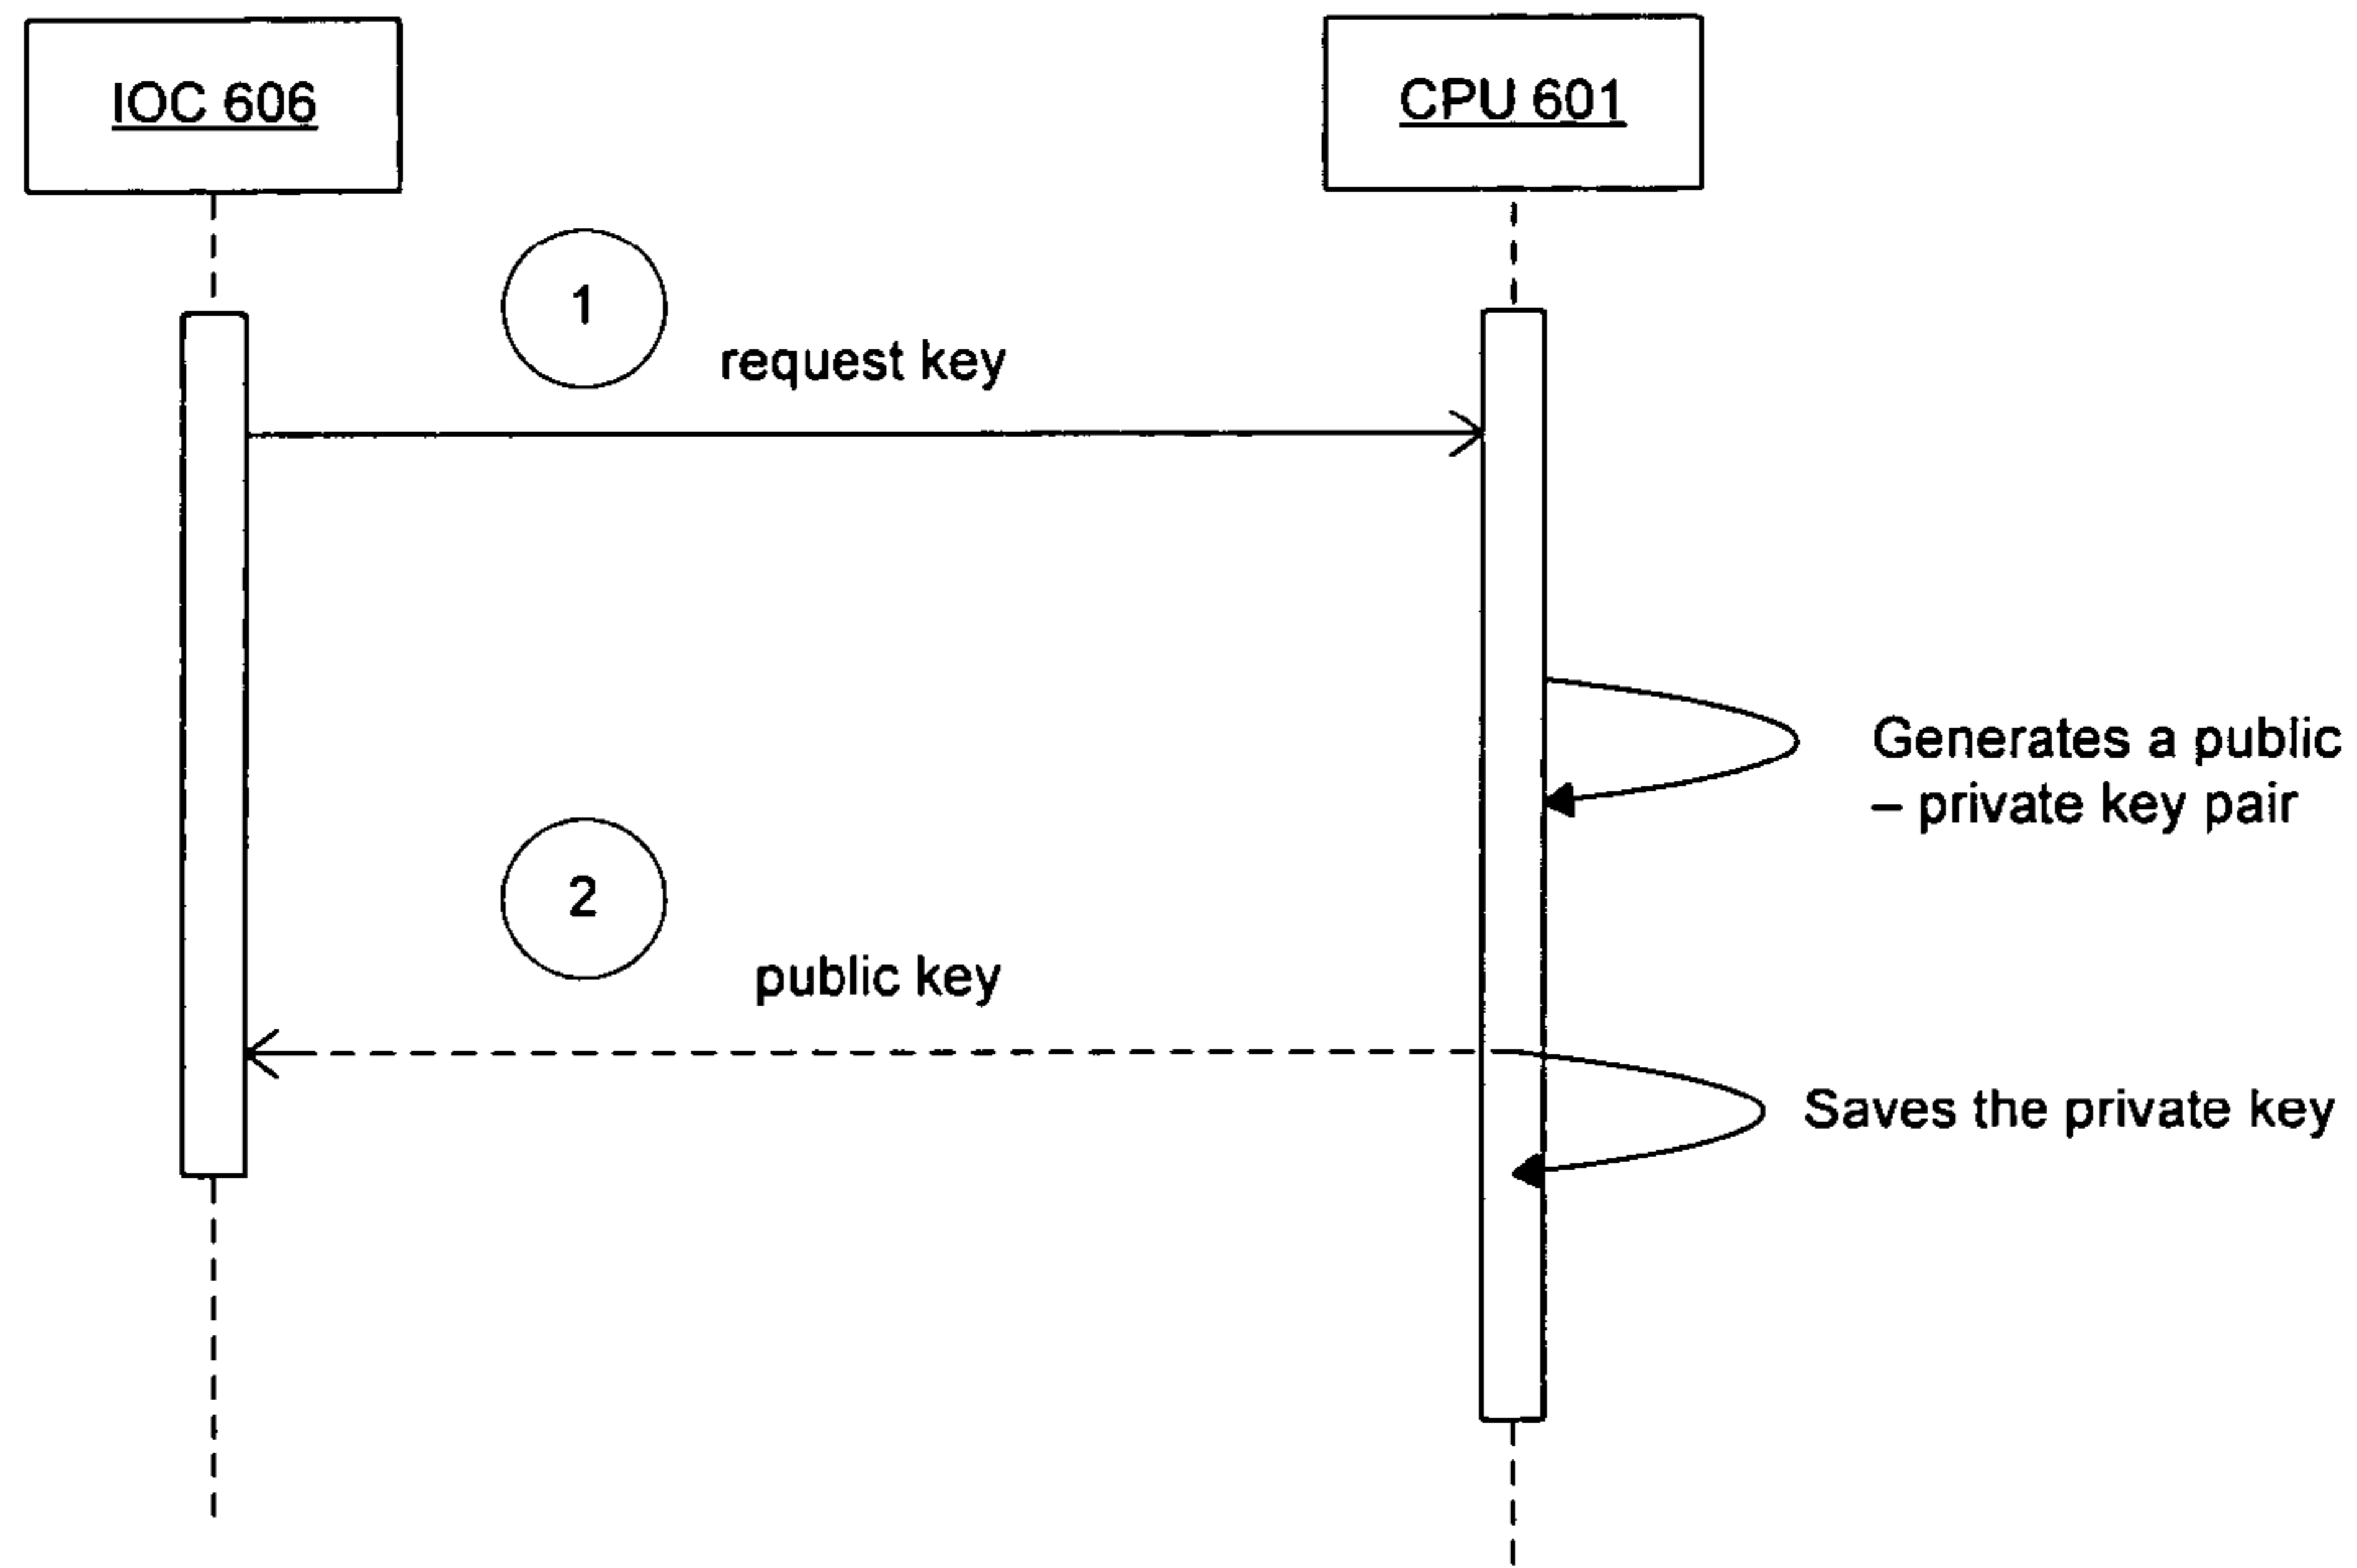 IOC 606
CPU 601
1
request key
Generates a public
– private key pair
2
public key
Saves the private key